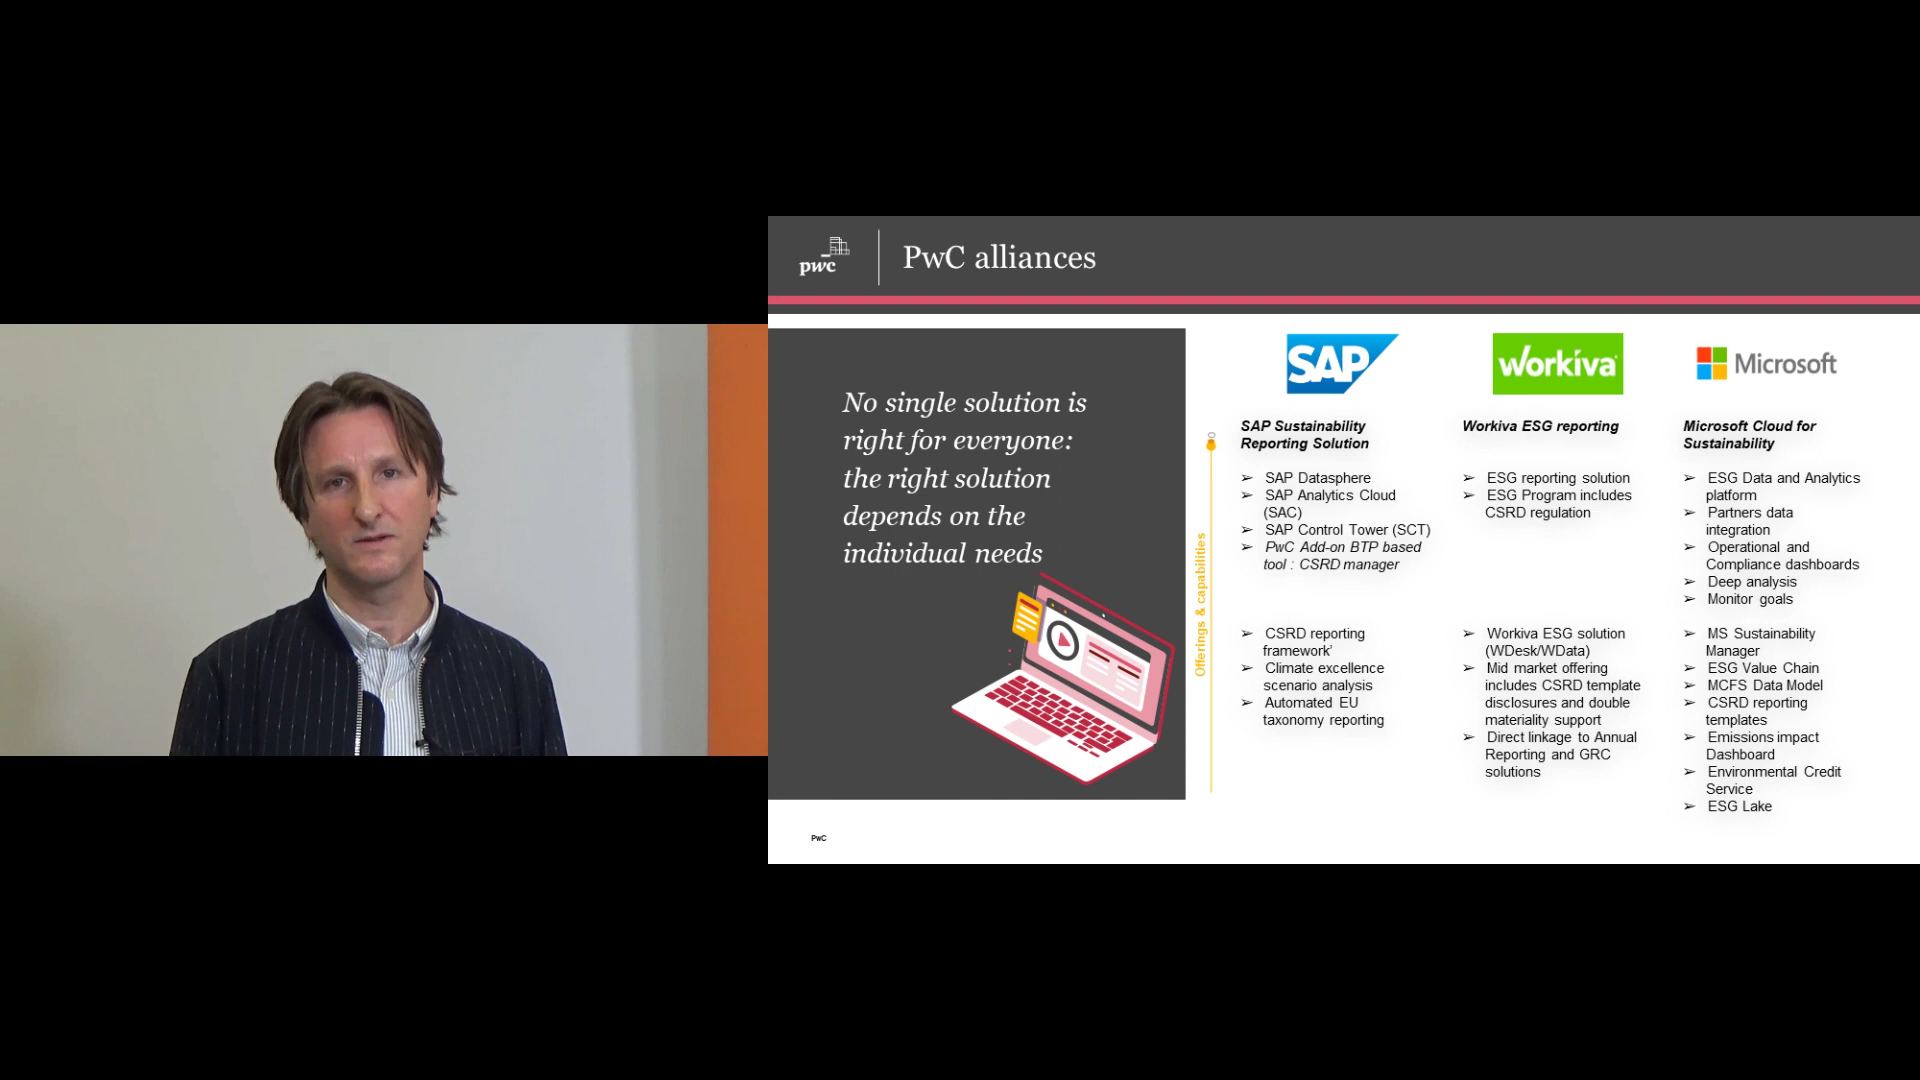 pwc
PwC alliances
No single solution is
right for everyone:
the right solution
depends on the
individual needs
Offerings & capabilities
SAP
SAP Sustainability
Reporting Solution
➢ SAP Datasphere
➢ SAP Analytics Cloud
(SAC)
➢ SAP Control Tower (SCT)
➢ PwC Add-on BTP based
tool : CSRD manager
➢ CSRD reporting
framework’
➢ Climate excellence
scenario analysis
➢ Automated EU
taxonomy reporting
workiva
Workiva ESG reporting
➢ ESG reporting solution
➢ ESG Program includes
CSRD regulation
➢ Workiva ESG solution
(WDesk/WData)
➢ Mid market offering
includes CSRD template
disclosures and double
materiality support
➢ Direct linkage to Annual
Reporting and GRC
solutions
Microsoft
Microsoft Cloud for
Sustainability
➢ ESG Data and Analytics
platform
➢ Partners data
integration
➢ Operational and
Compliance dashboards
➢ Deep analysis
➢ Monitor goals
➢ MS Sustainability
Manager
➢ ESG Value Chain
➢ MCFS Data Model
➢ CSRD reporting
templates
➢ Emissions impact
Dashboard
➢ Environmental Credit
Service
➢ ESG Lake
PwC